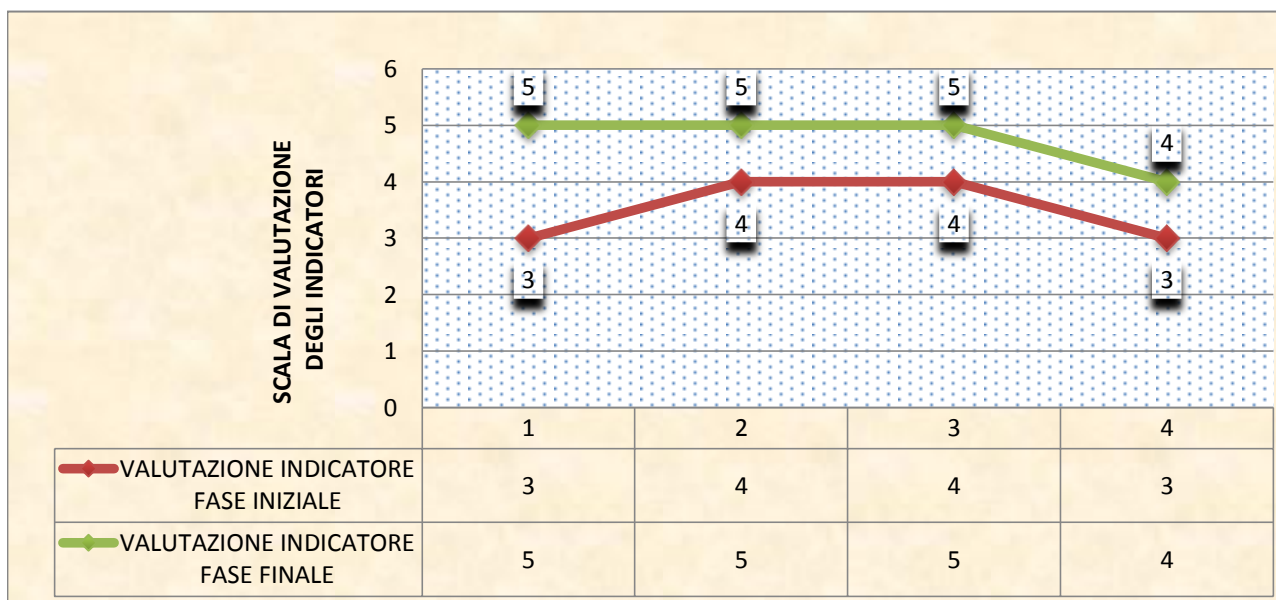 SCALA DI VALUTAZIONE
DEGLI INDICATORI
6
5
4
3
2
1
0
5 5 5 4
3 4 4 3
1 2 3 4
VALUTAZIONE INDICATORE
FASE INIZIALE
3 4 4 3
VALUTAZIONE INDICATORE
FASE FINALE
5 5 5 4